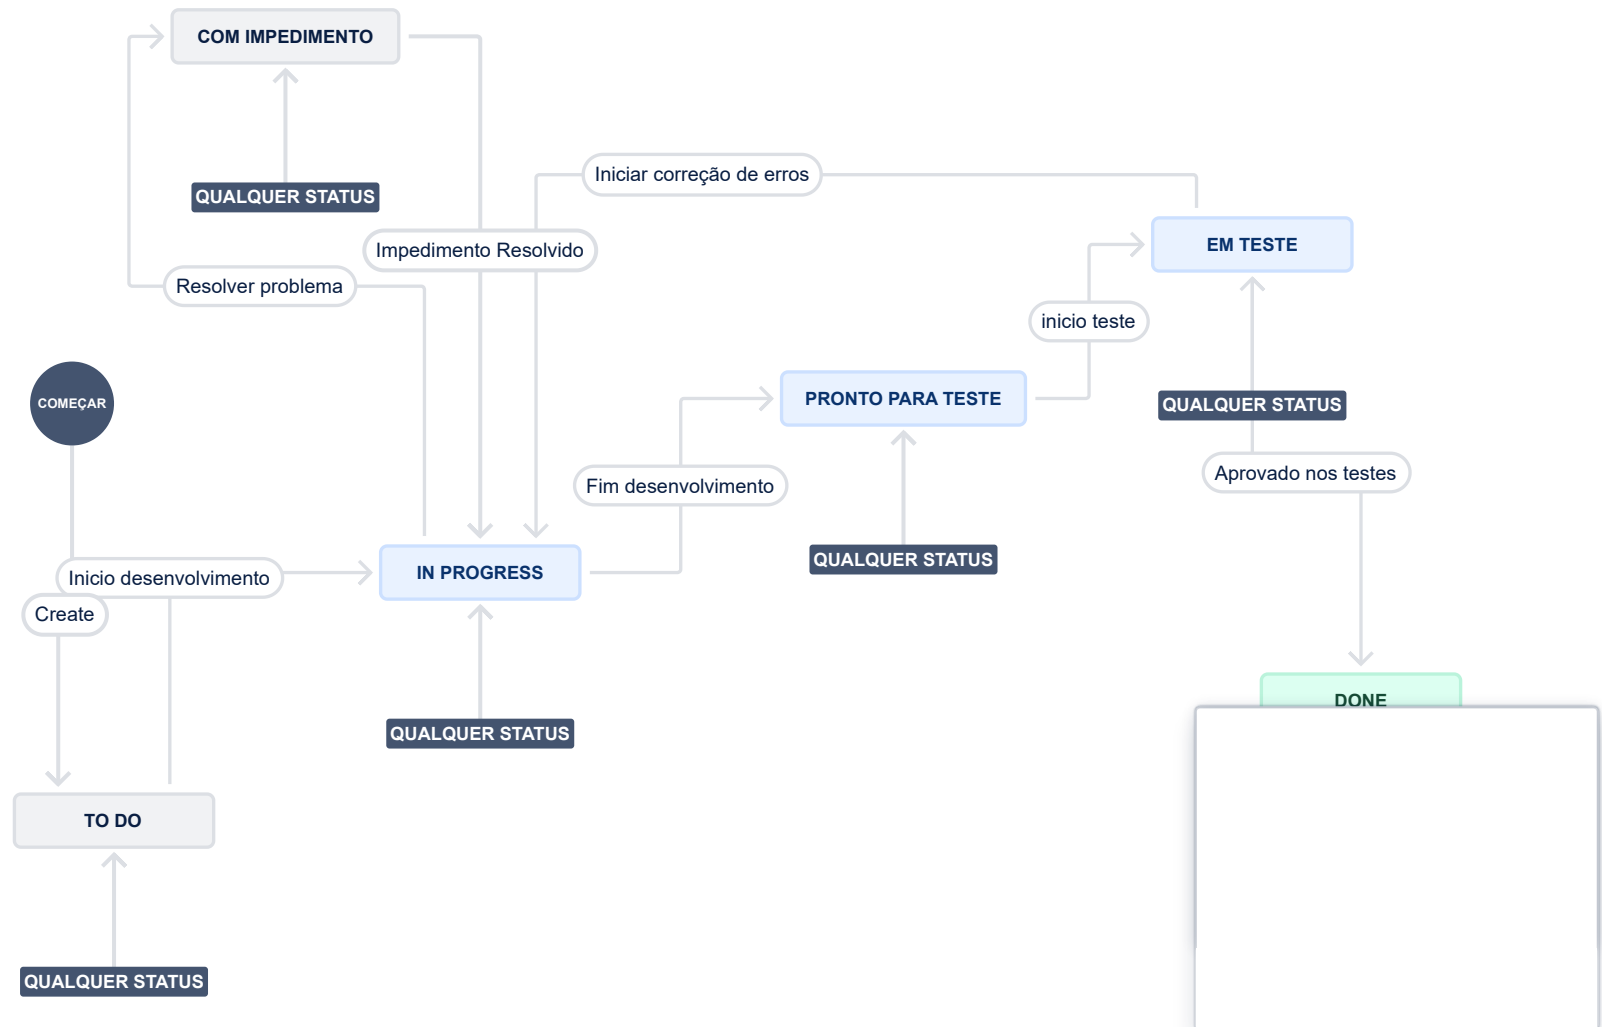 COM IMPEDIMENTO
QUALQUER STATUS
Iniciar correção de erros
Impedimento Resolvido
Resolver problema
EM TESTE
inicio teste
COMEÇAR
PRONTO PARA TESTE
QUALQUER STATUS
Aprovado nos testes
Fim desenvolvimento
QUALQUER STATUS
Inicio desenvolvimento
IN PROGRESS
Create
DONE
QUALQUER STATUS
TO DO
QUALQUER STATUS